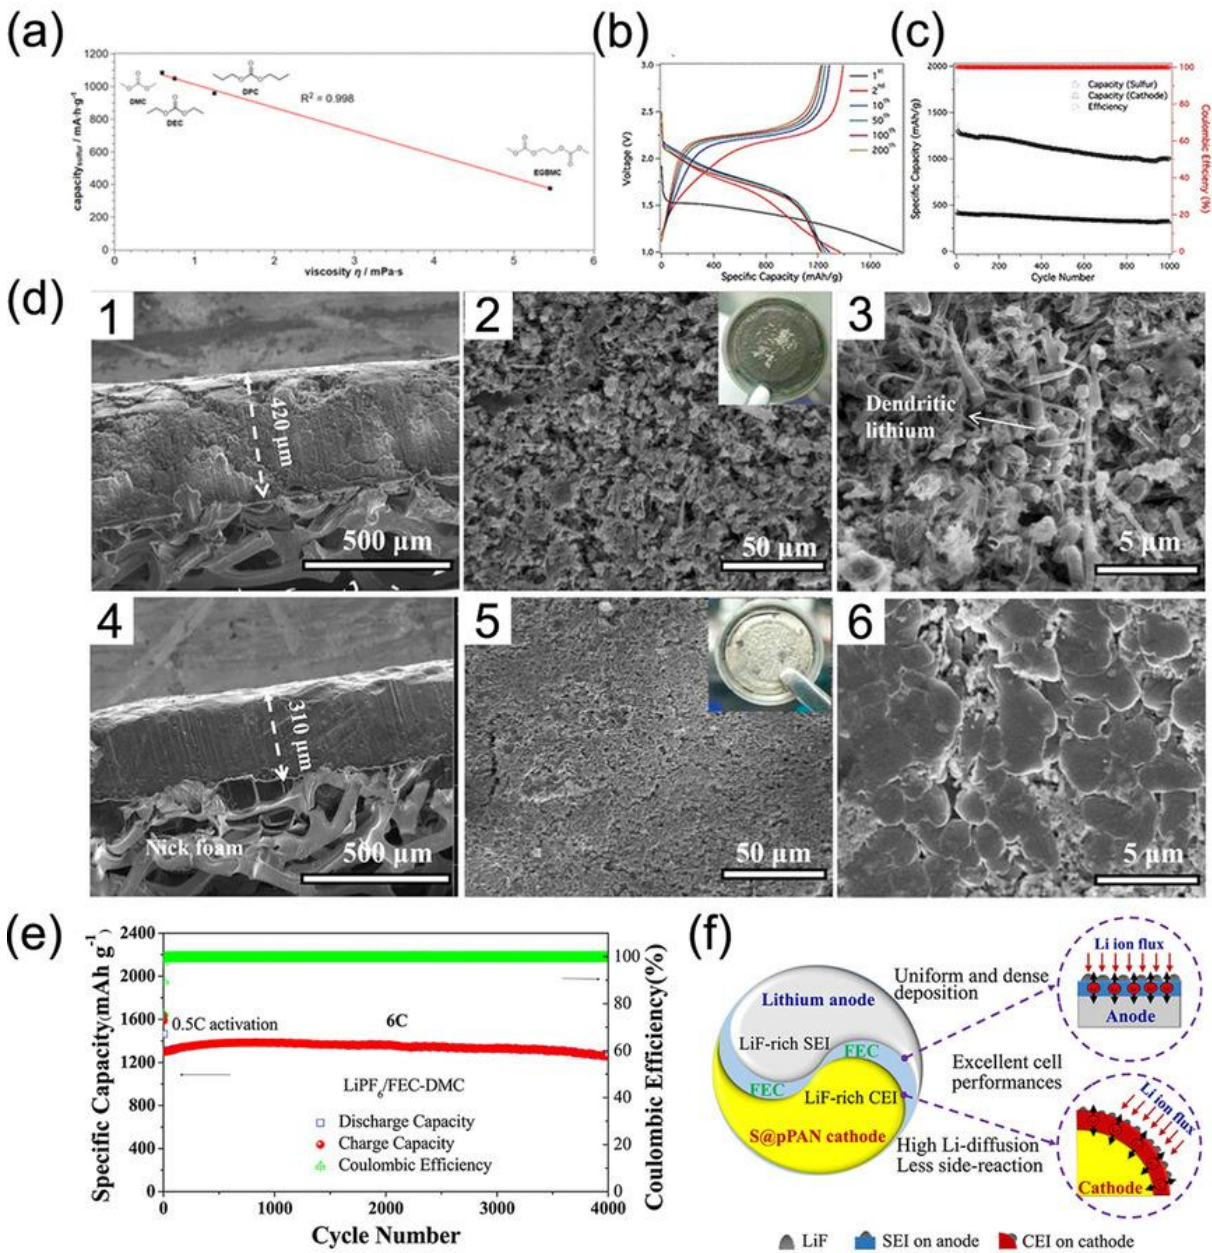 (a)
1200
1000
800
600
400
200
0
capacity_sulfur / mA·h·g⁻¹
DMC
DEC
DPC
R² = 0.998
EGBMC
0 1 2 3 4 5 6
viscosity η / mPa·s
(b)
3.0
2.5
2.0
1.5
1.0
Voltage (V)
1st
2nd
10th
50th
100th
200th
0 400 800 1200 1600
Specific Capacity (mAh/g)
(c)
2000
1500
1000
500
0
Specific Capacity (mAh/g)
Capacity (Sulfur)
Capacity (Cathode)
Efficiency
100
80
60
40
20
0
Coulombic Efficieny (%)
0 200 400 600 800 1000
Cycle Number
(d)
1
420 μm
500 μm
2
50 μm
3
Dendritic
lithium
5 μm
4
310 μm
Nick foam
500 μm
5
50 μm
6
5 μm
(e)
2400
2200
2000
1600
1400
1200
1000
800
600
400
200
0
Specific Capacity(mAh g⁻¹)
0.5C activation
6C
LiPF₆/FEC-DMC
Discharge Capacity
Charge Capacity
Coulombic Efficiency
100
80
60
40
20
0
Coulombic Efficiency(%)
0 1000 2000 3000 4000
Cycle Number
(f)
Lithium anode
LiF-rich SEI
FEC
FEC
LiF-rich CEI
S@pPAN cathode
Uniform and dense
deposition
Excellent cell
performances
High Li-diffusion
Less side-reaction
Li ion flux
Anode
Li ion flux
Cathode
LiF
SEI on anode
CEI on cathode